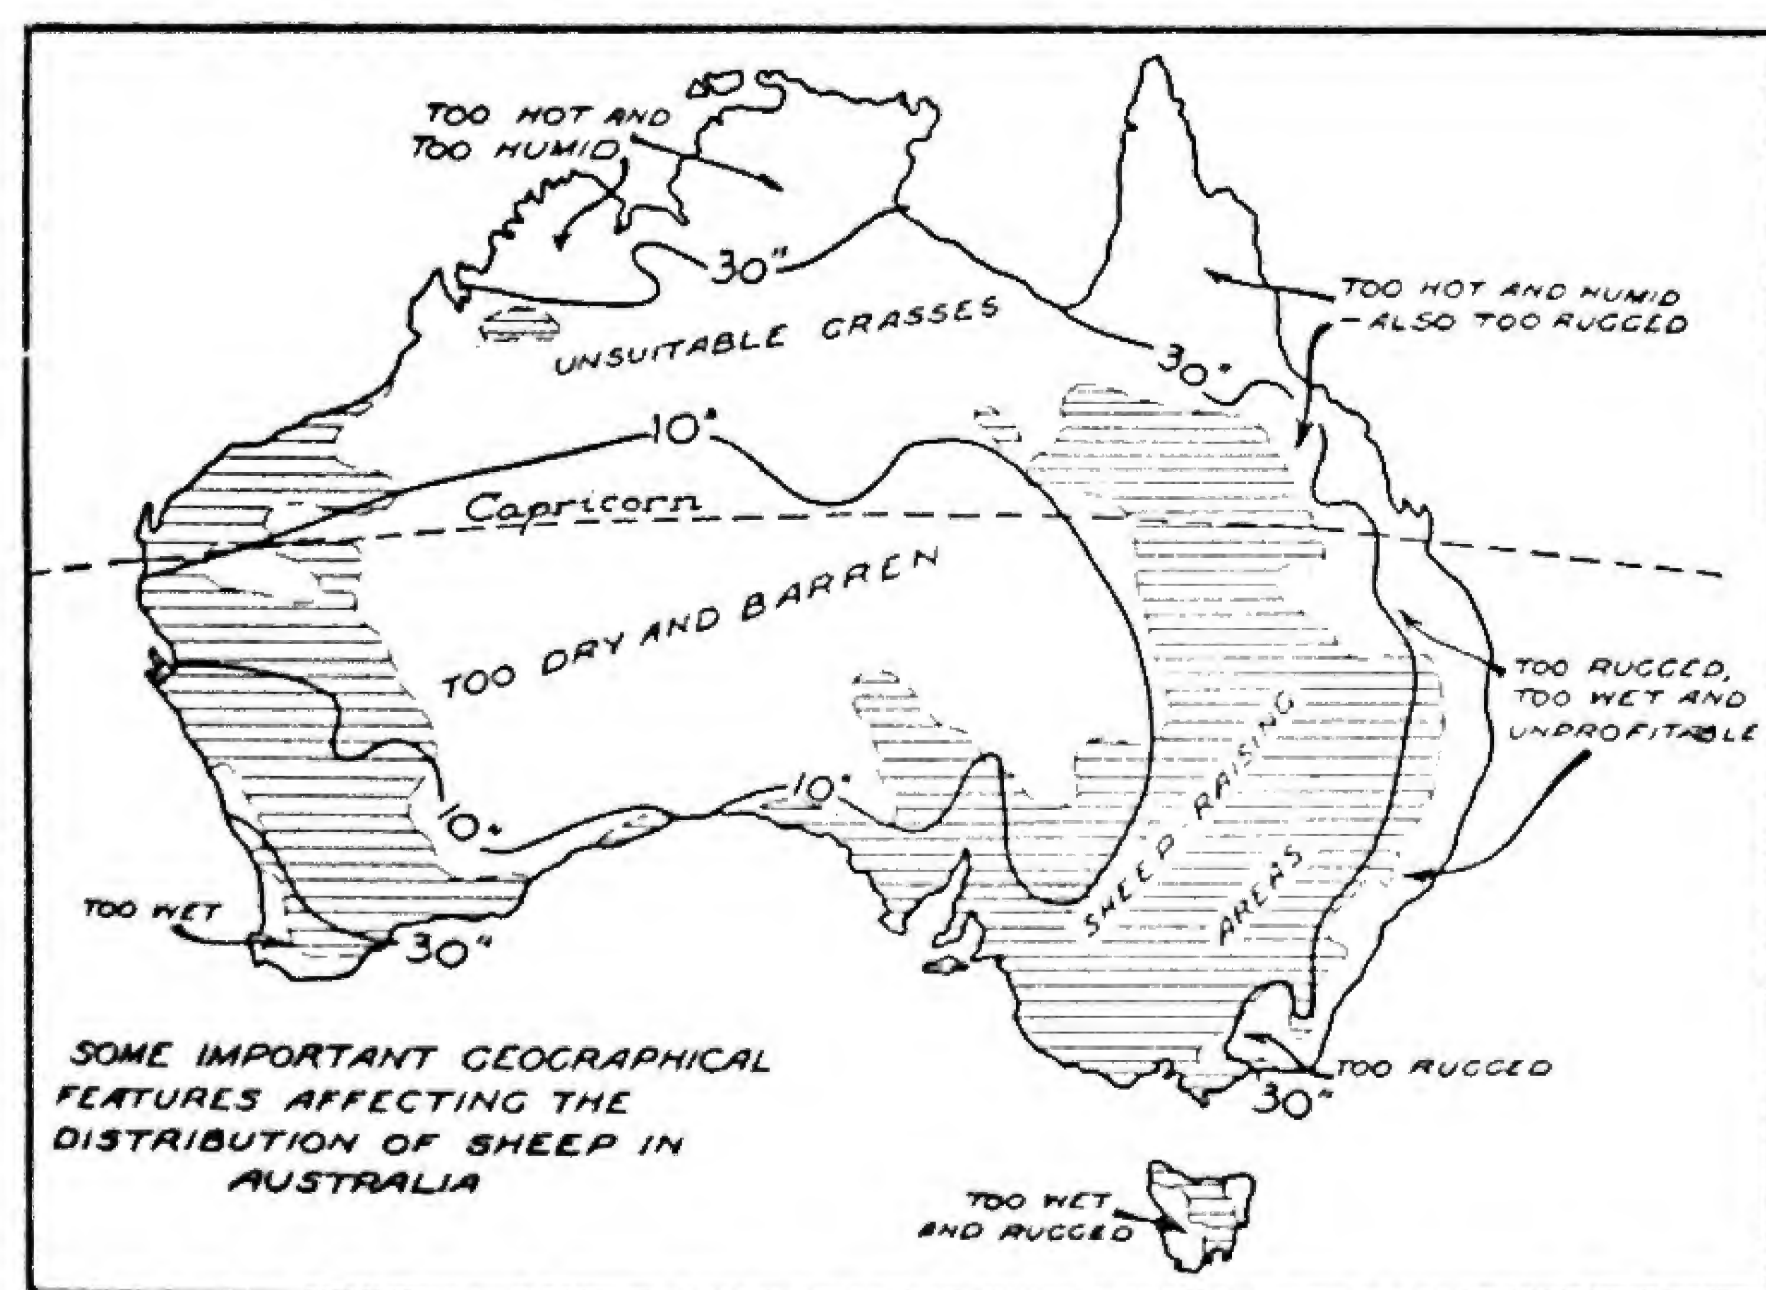 TOO HOT AND
TOO HUMID
30"
UNSUITABLE GRASSES
TOO HOT AND HUMID
- ALSO TOO RUGGED
30"
10"
Capricorn
TOO DRY AND BARREN
TOO RUGGED,
TOO WET AND
UNPROFITABLE
SHEEP-RAISING
AREAS
10"
10"
TOO WET
30"
TOO RUGGED
30"
SOME IMPORTANT GEOGRAPHICAL
FEATURES AFFECTING THE
DISTRIBUTION OF SHEEP IN
AUSTRALIA
TOO WET
AND RUGGED